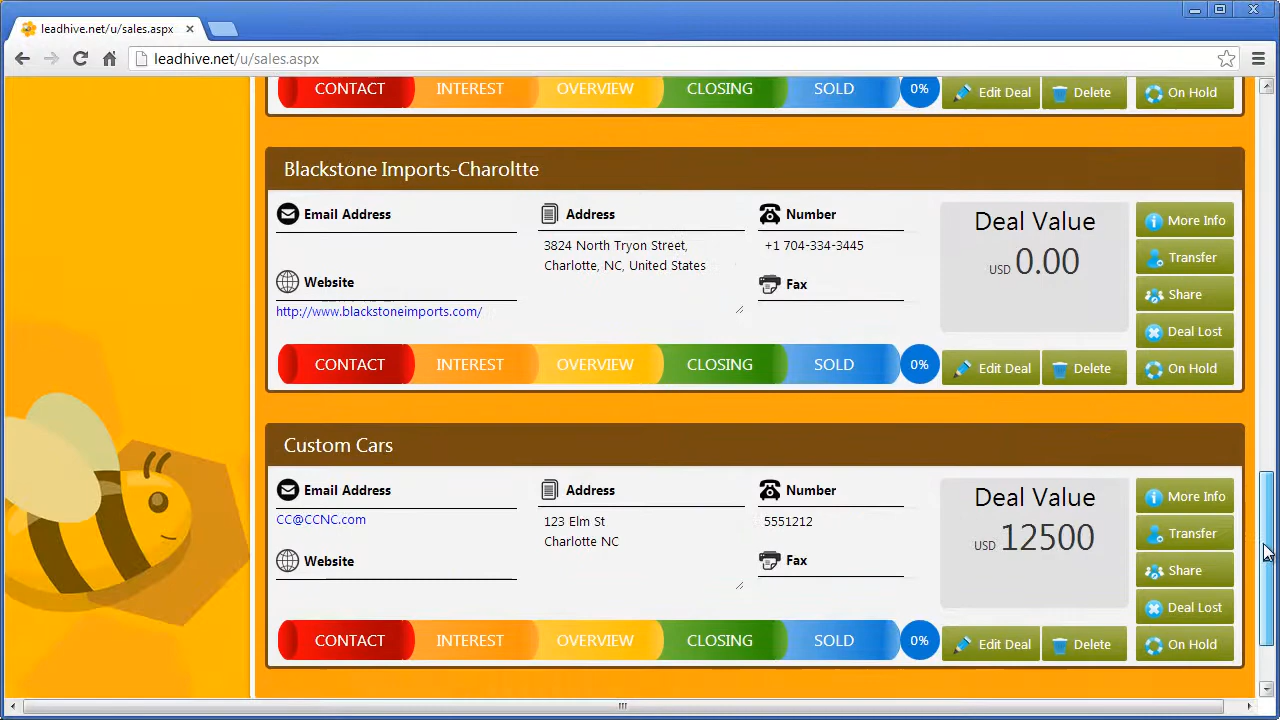 leadhive.net/u/sales.aspx
leadhive.net/u/sales.aspx
CONTACT INTEREST OVERVIEW CLOSING SOLD 0% Edit Deal Delete On Hold
Blackstone Imports-Charoltte
Email Address Address Number Deal Value More Info
3824 North Tryon Street, +1 704-334-3445
Charlotte, NC, United States USD 0.00 Transfer
Website Fax Share
http://www.blackstoneimports.com/ Deal Lost
CONTACT INTEREST OVERVIEW CLOSING SOLD 0% Edit Deal Delete On Hold
Custom Cars
Email Address Address Number Deal Value More Info
CC@CCNC.com 123 Elm St 5551212
Charlotte NC USD 12500 Transfer
Website Fax Share
Deal Lost
CONTACT INTEREST OVERVIEW CLOSING SOLD 0% Edit Deal Delete On Hold